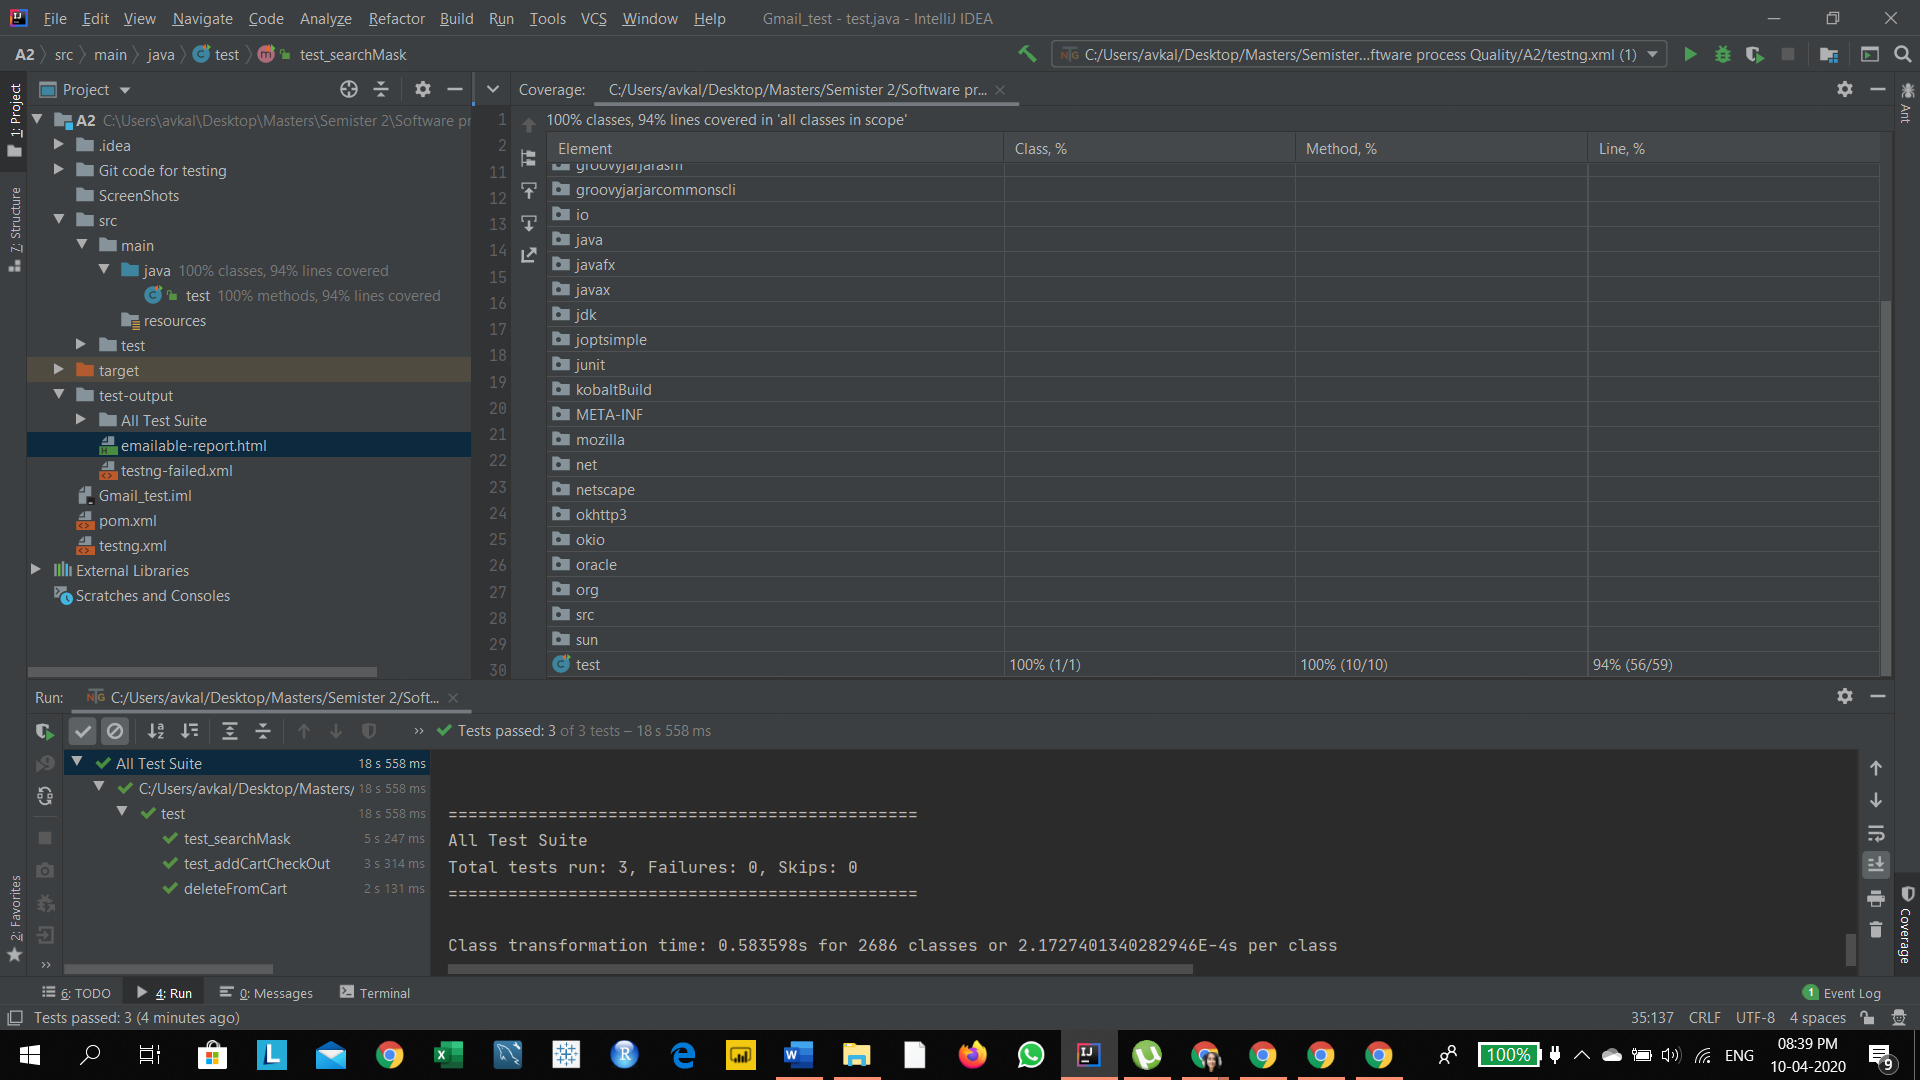 File Edit View Navigate Code Analyze Refactor Build Run Tools VCS Window Help Gmail_test - test.java - IntelliJ IDEA
A2 src main java test test_searchMask C:/Users/avkal/Desktop/Masters/Semister...ftware process Quality/A2/testng.xml (1)
Project Coverage: C:/Users/avkal/Desktop/Masters/Semister 2/Software pr...
1: Project
7: Structure
2: Favorites
Ant
Coverage
A2 C:\Users\avkal\Desktop\Masters\Semister 2\Software pr
.idea
Git code for testing
ScreenShots
src
main
java 100% classes, 94% lines covered
test 100% methods, 94% lines covered
resources
test
target
test-output
All Test Suite
emailable-report.html
testng-failed.xml
Gmail_test.iml
pom.xml
testng.xml
External Libraries
Scratches and Consoles
1
2
11
12
13
14
15
16
17
18
19
20
21
22
23
24
25
26
27
28
29
30
100% classes, 94% lines covered in 'all classes in scope'
Element Class, % Method, % Line, %
groovyjarjarasm
groovyjarjarcommonscli
io
java
javafx
javax
jdk
joptsimple
junit
kobaltBuild
META-INF
mozilla
net
netscape
okhttp3
okio
oracle
org
src
sun
test 100% (1/1) 100% (10/10) 94% (56/59)
Run: C:/Users/avkal/Desktop/Masters/Semister 2/Soft...
Tests passed: 3 of 3 tests – 18 s 558 ms
All Test Suite 18 s 558 ms
C:/Users/avkal/Desktop/Masters/ 18 s 558 ms
test 18 s 558 ms
test_searchMask 5 s 247 ms
test_addCartCheckOut 3 s 314 ms
deleteFromCart 2 s 131 ms
===============================================
All Test Suite
Total tests run: 3, Failures: 0, Skips: 0
===============================================
Class transformation time: 0.583598s for 2686 classes or 2.1727401340282946E-4s per class
6: TODO 4: Run 0: Messages Terminal 1 Event Log
Tests passed: 3 (4 minutes ago) 35:137 CRLF UTF-8 4 spaces
100% ENG 08:39 PM
10-04-2020 9